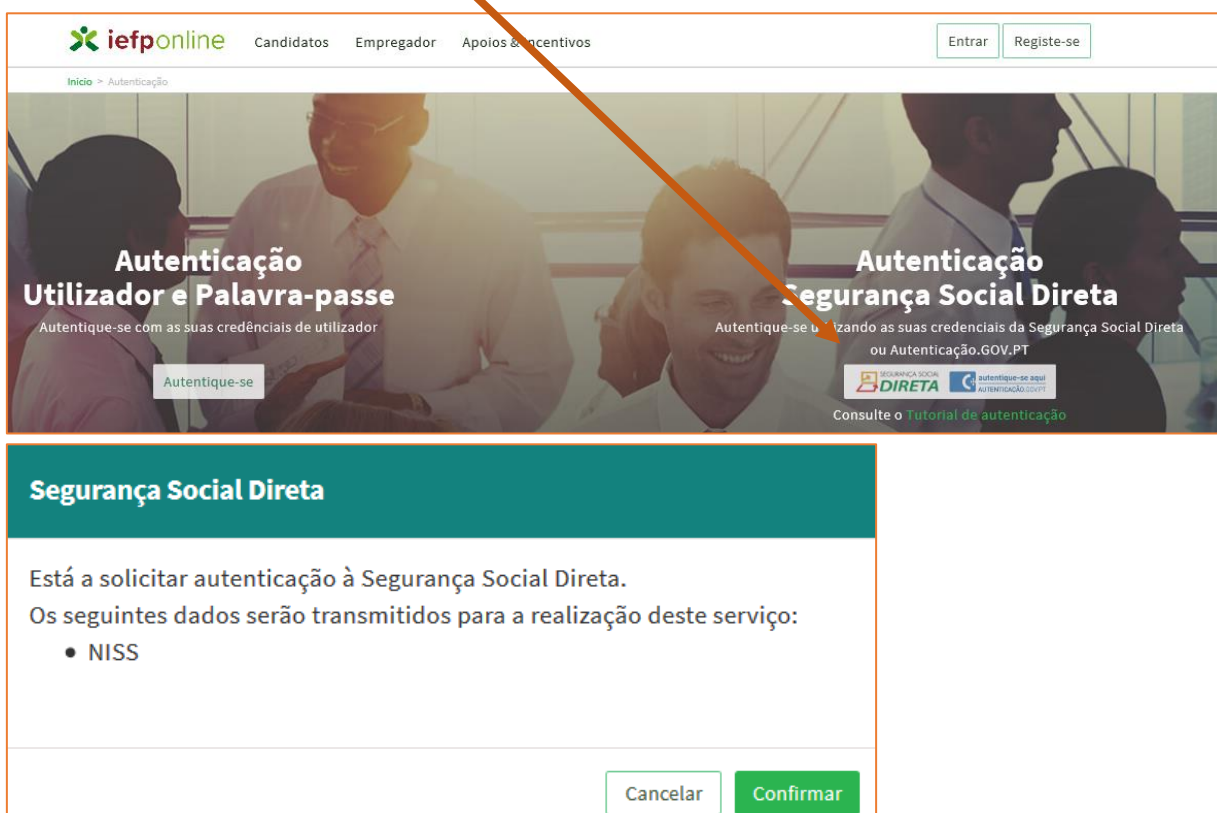 iefponline
Candidatos Empregador Apoios & Incentivos
Entrar Registe-se
Início > Autenticação
Autenticação
Utilizador e Palavra-passe
Autentique-se com as suas credênciais de utilizador
Autentique-se
Autenticação
Segurança Social Direta
Autentique-se utilizando as suas credenciais da Segurança Social Direta
ou Autenticação.GOV.PT
SEGURANÇA SOCIAL
DIRETA
autentique-se aqui
AUTENTICAÇÃO.GOV.PT
Consulte o Tutorial de autenticação
Segurança Social Direta
Está a solicitar autenticação à Segurança Social Direta.
Os seguintes dados serão transmitidos para a realização deste serviço:
• NISS
Cancelar Confirmar